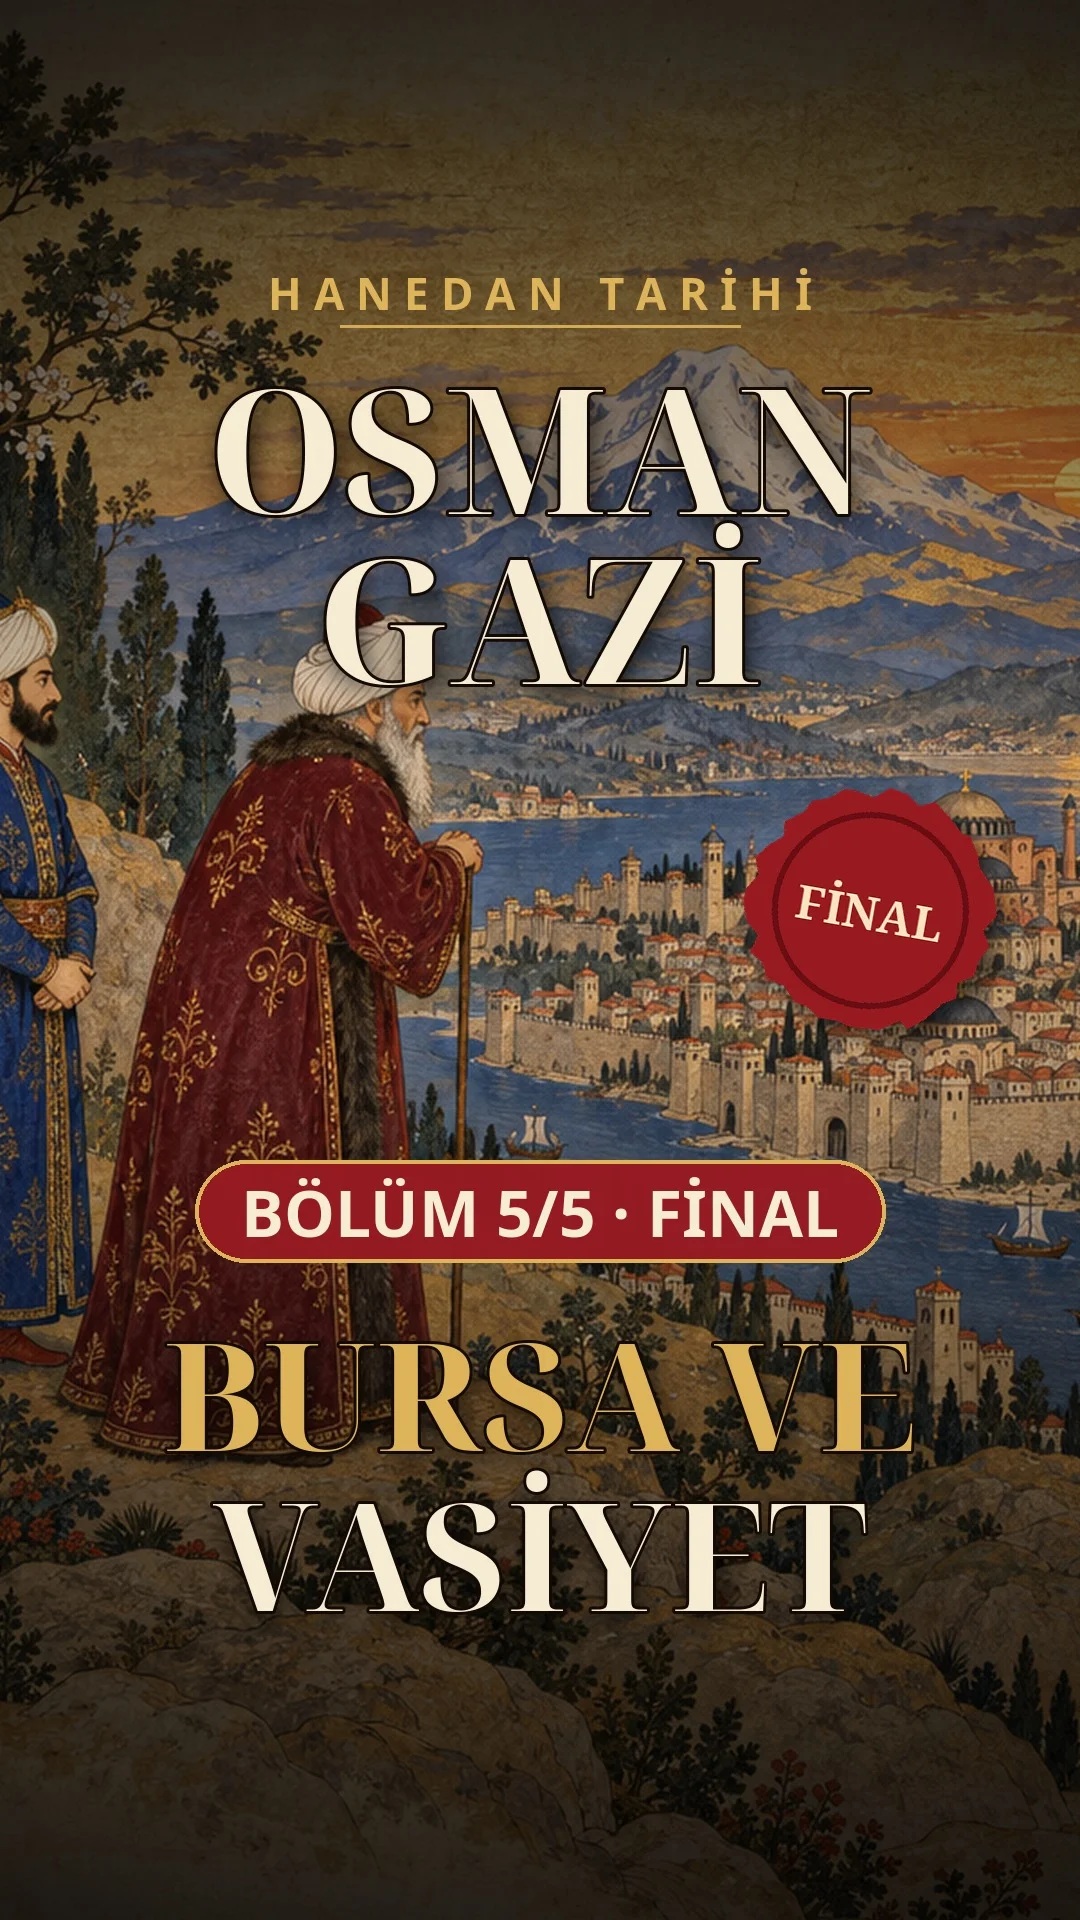 HANEDAN TARİHİ
OSMAN
GAZİ
FİNAL
BÖLÜM 5/5 · FİNAL
BURSA VE
VASİYET